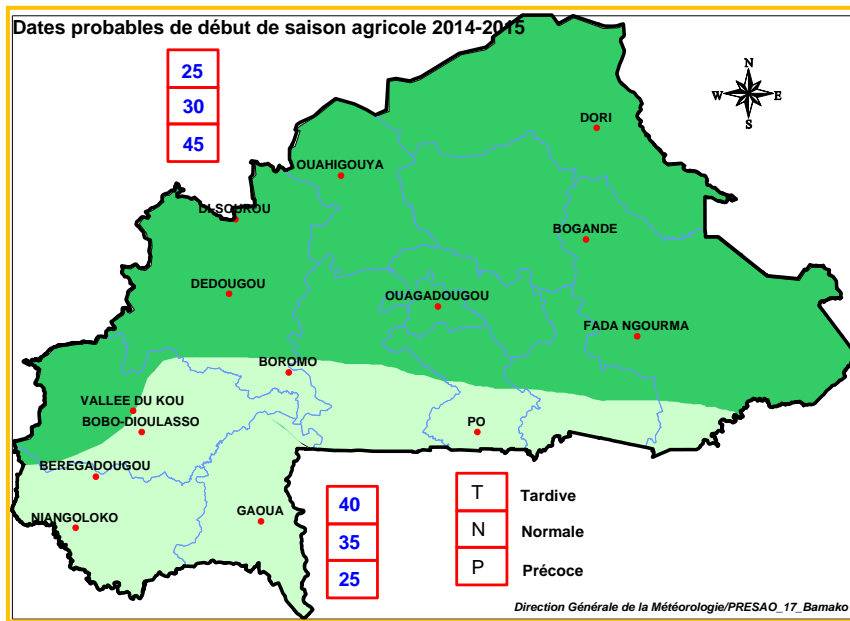 Dates probables de début de saison agricole 2014-2015
25
30
45
N
W E
S
DORI
OUAHIGOUYA
DI-SOUROU
BOGANDE
DEDOUGOU
OUAGADOUGOU
FADA NGOURMA
BOROMO
VALLEE DU KOU
BOBO-DIOULASSO
PO
BEREGADOUGOU
NIANGOLOKO
GAOUA
40
35
25
T Tardive
N Normale
P Précoce
Direction Générale de la Météorologie/PRESAO_17_Bamako